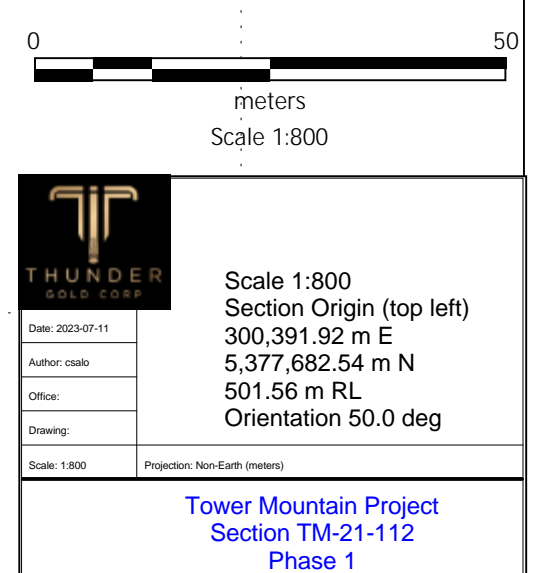 0 50
meters
Scale 1:800
THUNDER
GOLD CORP
Scale 1:800
Section Origin (top left)
300,391.92 m E
5,377,682.54 m N
501.56 m RL
Orientation 50.0 deg
Date: 2023-07-11
Author: csalo
Office:
Drawing:
Scale: 1:800
Projection: Non-Earth (meters)
Tower Mountain Project
Section TM-21-112
Phase 1